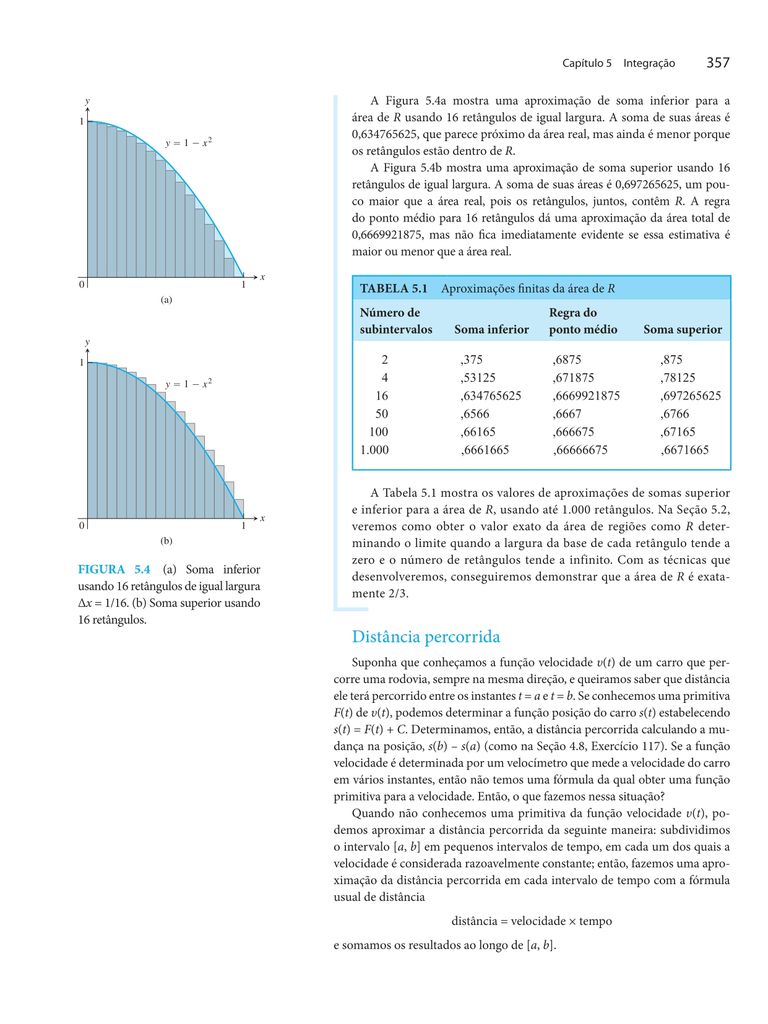 Capítulo 5 Integração 357
y
1
y = 1 − x²
0
1
x
(a)
y
1
y = 1 − x²
0
1
x
(b)
FIGURA 5.4 (a) Soma inferior
usando 16 retângulos de igual largura
Δx = 1/16. (b) Soma superior usando
16 retângulos.
A Figura 5.4a mostra uma aproximação de soma inferior para a
área de R usando 16 retângulos de igual largura. A soma de suas áreas é
0,634765625, que parece próximo da área real, mas ainda é menor porque
os retângulos estão dentro de R.
A Figura 5.4b mostra uma aproximação de soma superior usando 16
retângulos de igual largura. A soma de suas áreas é 0,697265625, um pou-
co maior que a área real, pois os retângulos, juntos, contêm R. A regra
do ponto médio para 16 retângulos dá uma aproximação da área total de
0,6669921875, mas não fica imediatamente evidente se essa estimativa é
maior ou menor que a área real.
TABELA 5.1 Aproximações finitas da área de R
Número de Regra do
subintervalos Soma inferior ponto médio Soma superior
2 ,375 ,6875 ,875
4 ,53125 ,671875 ,78125
16 ,634765625 ,6669921875 ,697265625
50 ,6566 ,6667 ,6766
100 ,66165 ,666675 ,67165
1.000 ,6661665 ,66666675 ,6671665
A Tabela 5.1 mostra os valores de aproximações de somas superior
e inferior para a área de R, usando até 1.000 retângulos. Na Seção 5.2,
veremos como obter o valor exato da área de regiões como R deter-
minando o limite quando a largura da base de cada retângulo tende a
zero e o número de retângulos tende a infinito. Com as técnicas que
desenvolveremos, conseguiremos demonstrar que a área de R é exata-
mente 2/3.
Distância percorrida
Suponha que conheçamos a função velocidade v(t) de um carro que per-
corre uma rodovia, sempre na mesma direção, e queiramos saber que distância
ele terá percorrido entre os instantes t = a e t = b. Se conhecemos uma primitiva
F(t) de v(t), podemos determinar a função posição do carro s(t) estabelecendo
s(t) = F(t) + C. Determinamos, então, a distância percorrida calculando a mu-
dança na posição, s(b) – s(a) (como na Seção 4.8, Exercício 117). Se a função
velocidade é determinada por um velocímetro que mede a velocidade do carro
em vários instantes, então não temos uma fórmula da qual obter uma função
primitiva para a velocidade. Então, o que fazemos nessa situação?
Quando não conhecemos uma primitiva da função velocidade v(t), po-
demos aproximar a distância percorrida da seguinte maneira: subdividimos
o intervalo [a, b] em pequenos intervalos de tempo, em cada um dos quais a
velocidade é considerada razoavelmente constante; então, fazemos uma apro-
ximação da distância percorrida em cada intervalo de tempo com a fórmula
usual de distância
distância = velocidade × tempo
e somamos os resultados ao longo de [a, b].